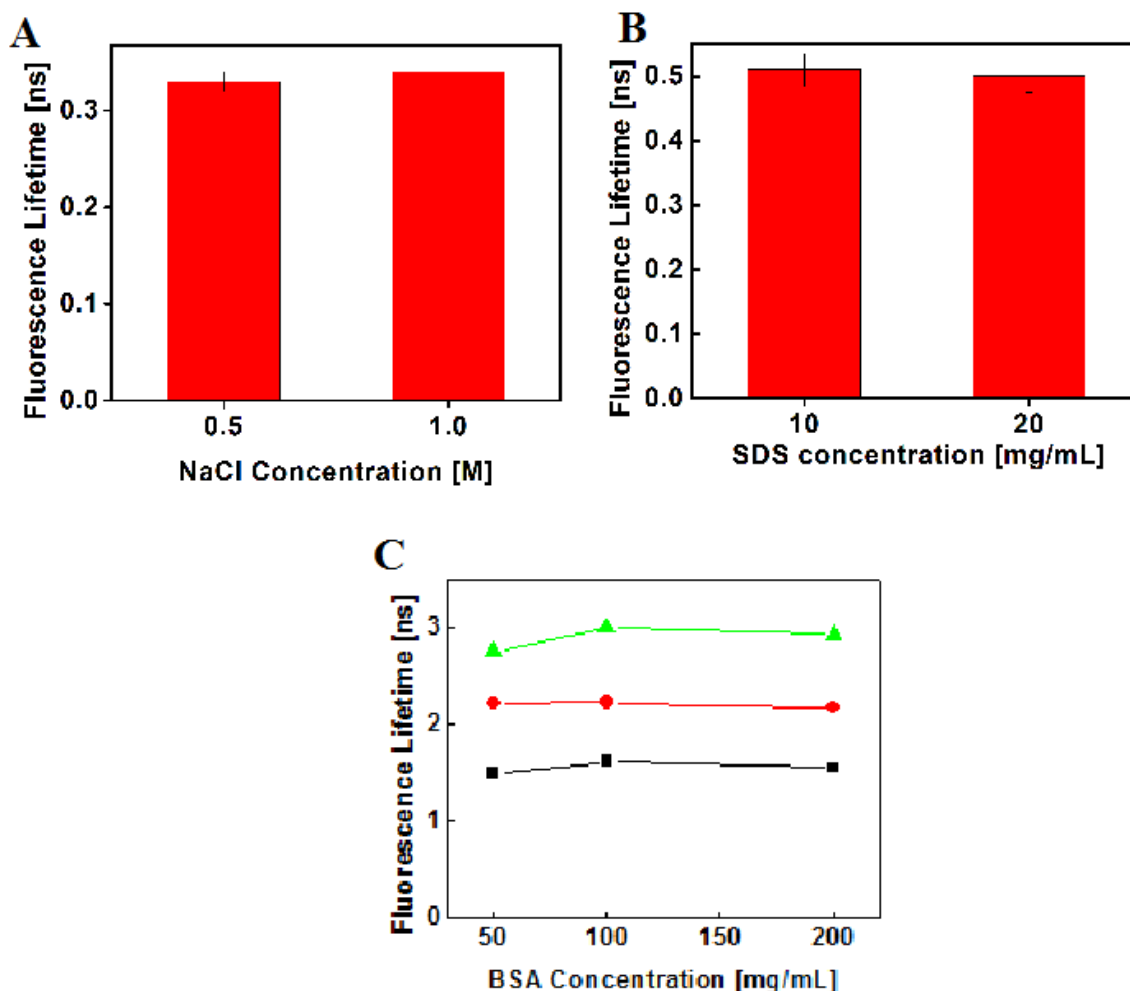 A
Fluorescence Lifetime [ns]
0.3
0.2
0.1
0.0
0.5
1.0
NaCl Concentration [M]
B
Fluorescence Lifetime [ns]
0.5
0.4
0.3
0.2
0.1
0.0
10
20
SDS concentration [mg/mL]
C
Fluorescence Lifetime [ns]
3
2
1
0
50
100
150
200
BSA Concentration [mg/mL]